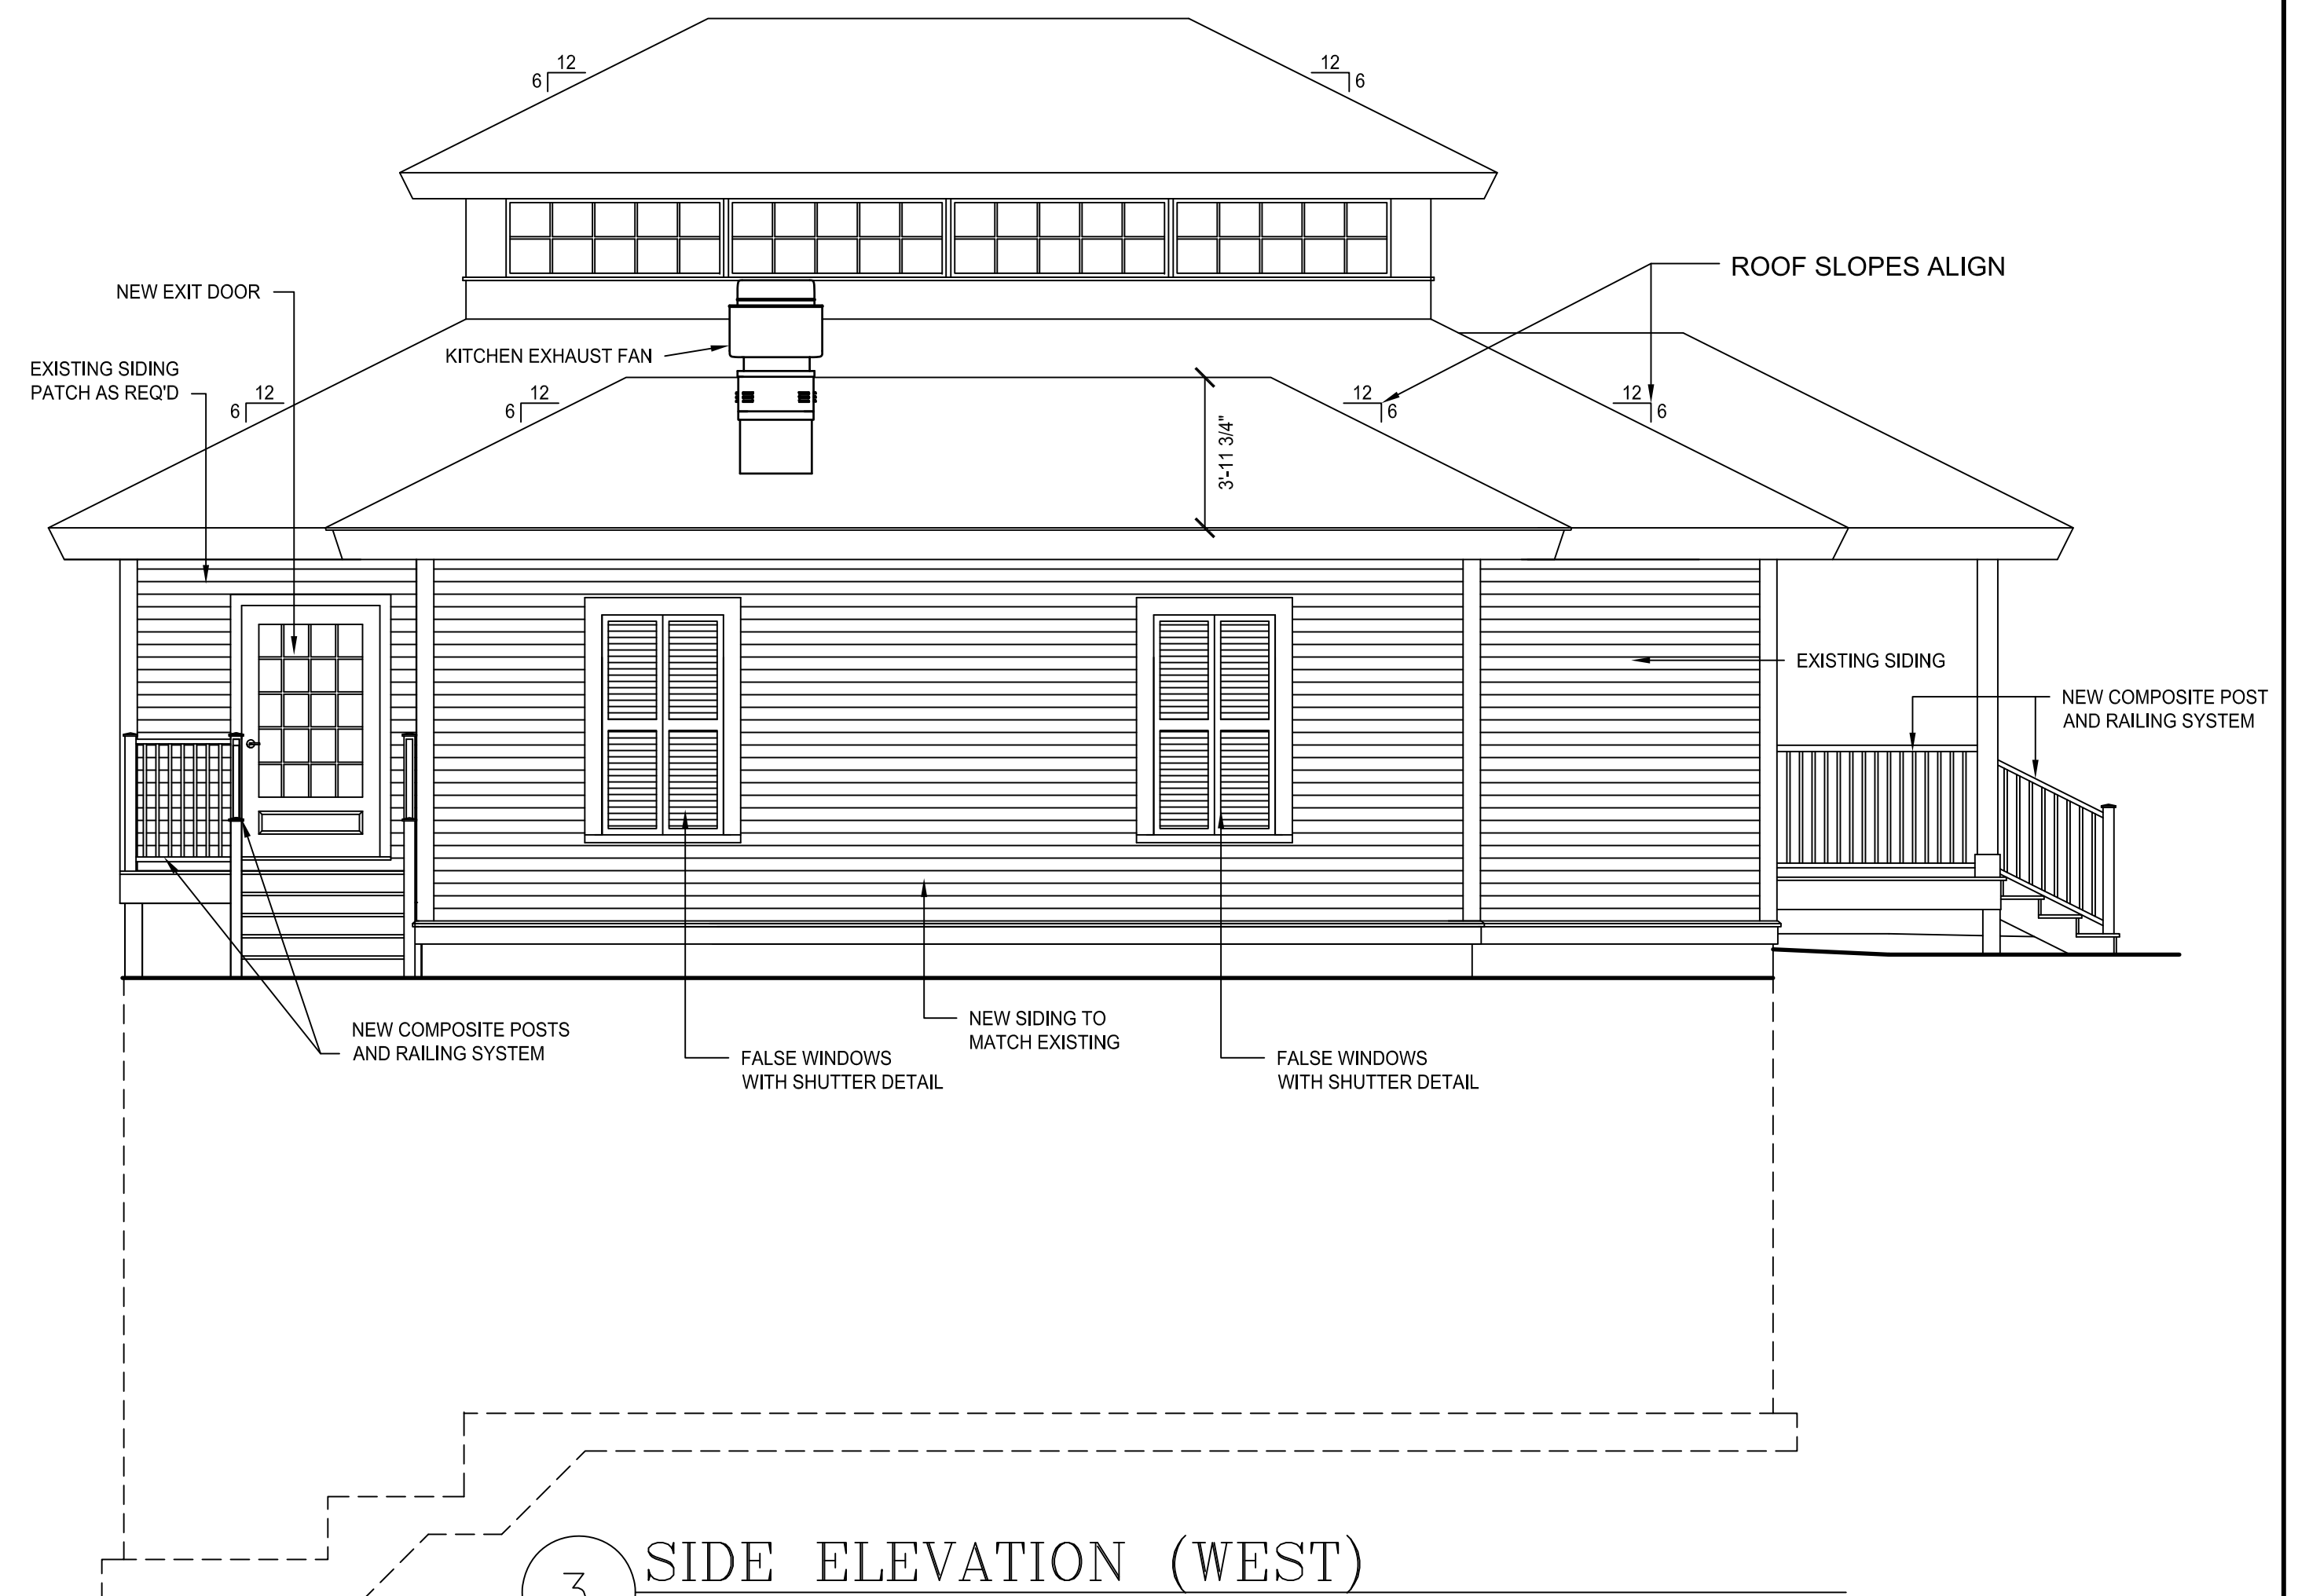 12
6
12
6
ROOF SLOPES ALIGN
NEW EXIT DOOR
KITCHEN EXHAUST FAN
EXISTING SIDING
PATCH AS REQ'D
12
6
12
6
12
6
12
6
3'-11 3/4"
EXISTING SIDING
NEW COMPOSITE POST
AND RAILING SYSTEM
NEW COMPOSITE POSTS
AND RAILING SYSTEM
NEW SIDING TO
MATCH EXISTING
FALSE WINDOWS
WITH SHUTTER DETAIL
FALSE WINDOWS
WITH SHUTTER DETAIL
3
SIDE ELEVATION (WEST)